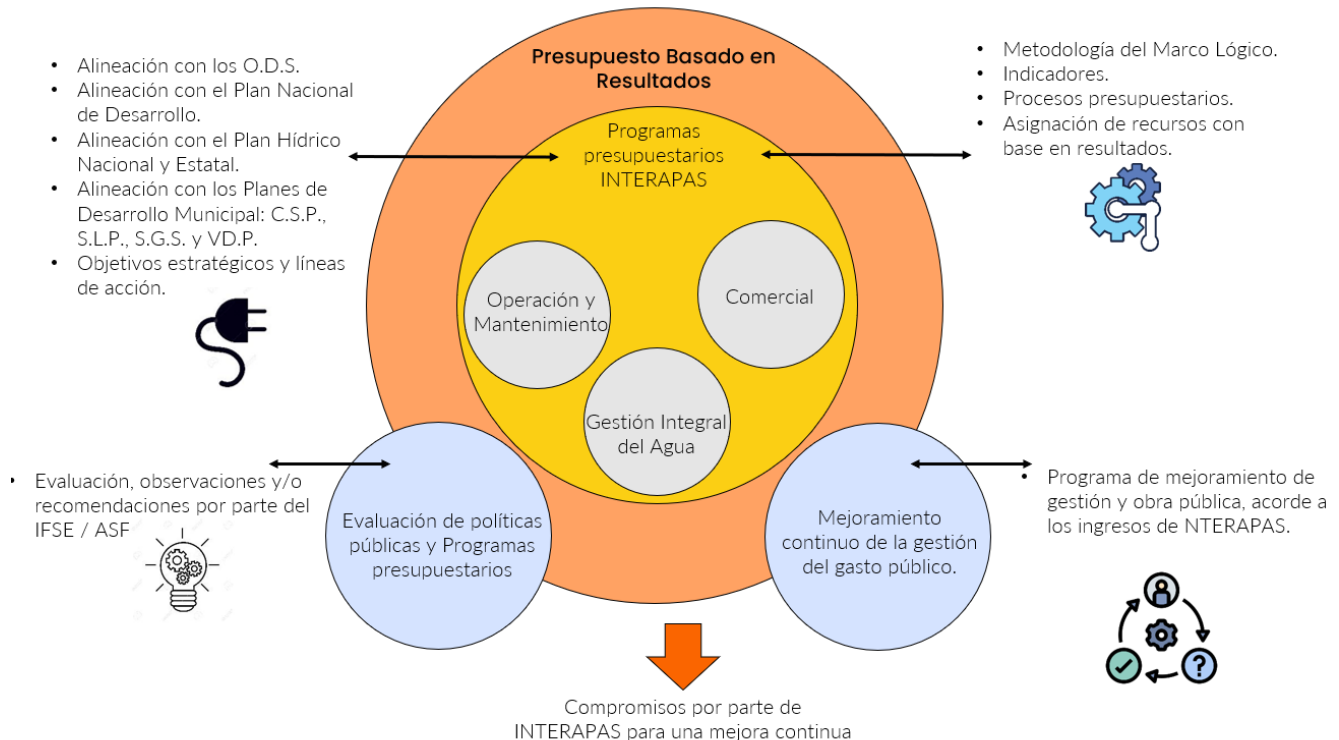 Presupuesto Basado en
Resultados
• Alineación con los O.D.S.
• Alineación con el Plan Nacional
de Desarrollo.
• Alineación con el Plan Hídrico
Nacional y Estatal.
• Alineación con los Planes de
Desarrollo Municipal: C.S.P.,
S.L.P., S.G.S. y VD.P.
• Objetivos estratégicos y líneas
de acción.
• Metodología del Marco Lógico.
• Indicadores.
• Procesos presupuestarios.
• Asignación de recursos con
base en resultados.
Programas
presupuestarios
INTERAPAS
Operación y
Mantenimiento
Comercial
Gestión Integral
del Agua
• Evaluación, observaciones y/o
recomendaciones por parte del
IFSE / ASF
Evaluación de políticas
públicas y Programas
presupuestarios
Mejoramiento
continuo de la gestión
del gasto público.
• Programa de mejoramiento de
gestión y obra pública, acorde a
los ingresos de NTERAPAS.
?
Compromisos por parte de
INTERAPAS para una mejora continua